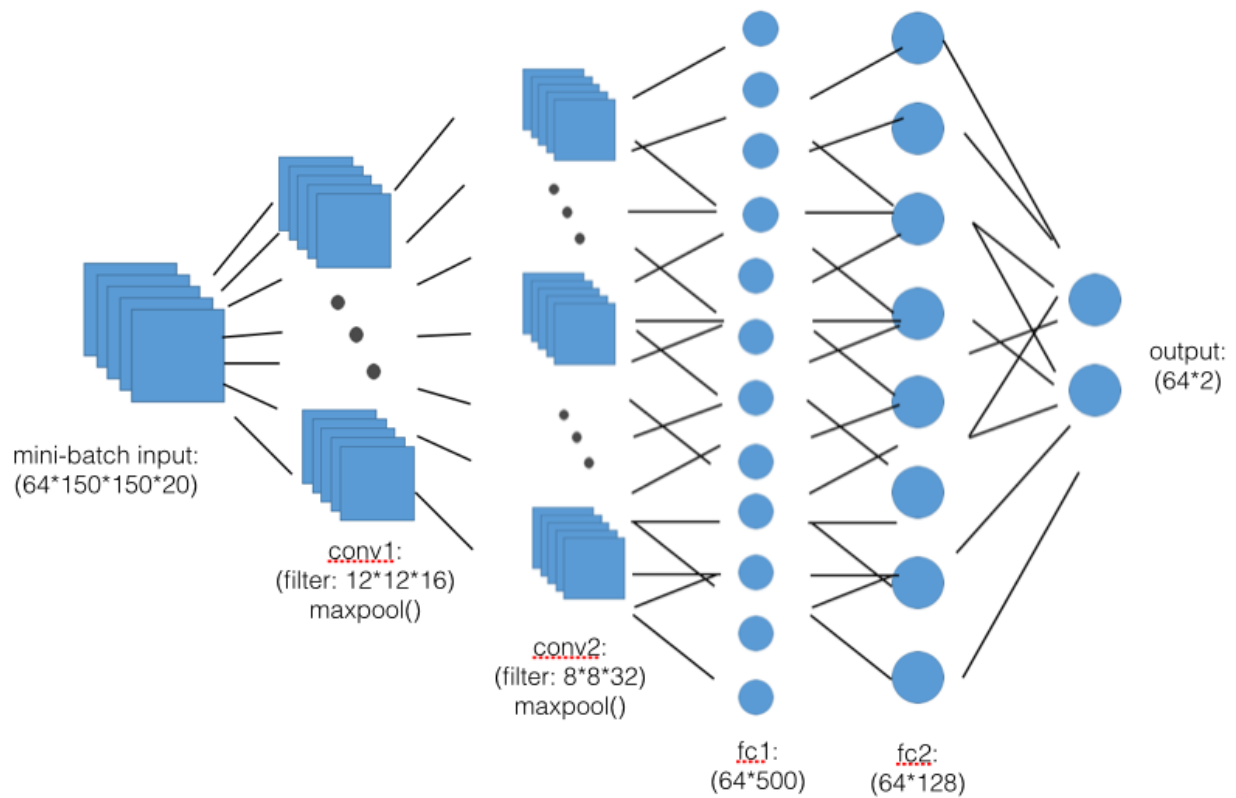 mini-batch input:
(64*150*150*20)
conv1:
(filter: 12*12*16)
maxpool()
conv2:
(filter: 8*8*32)
maxpool()
fc1:
(64*500)
fc2:
(64*128)
output:
(64*2)